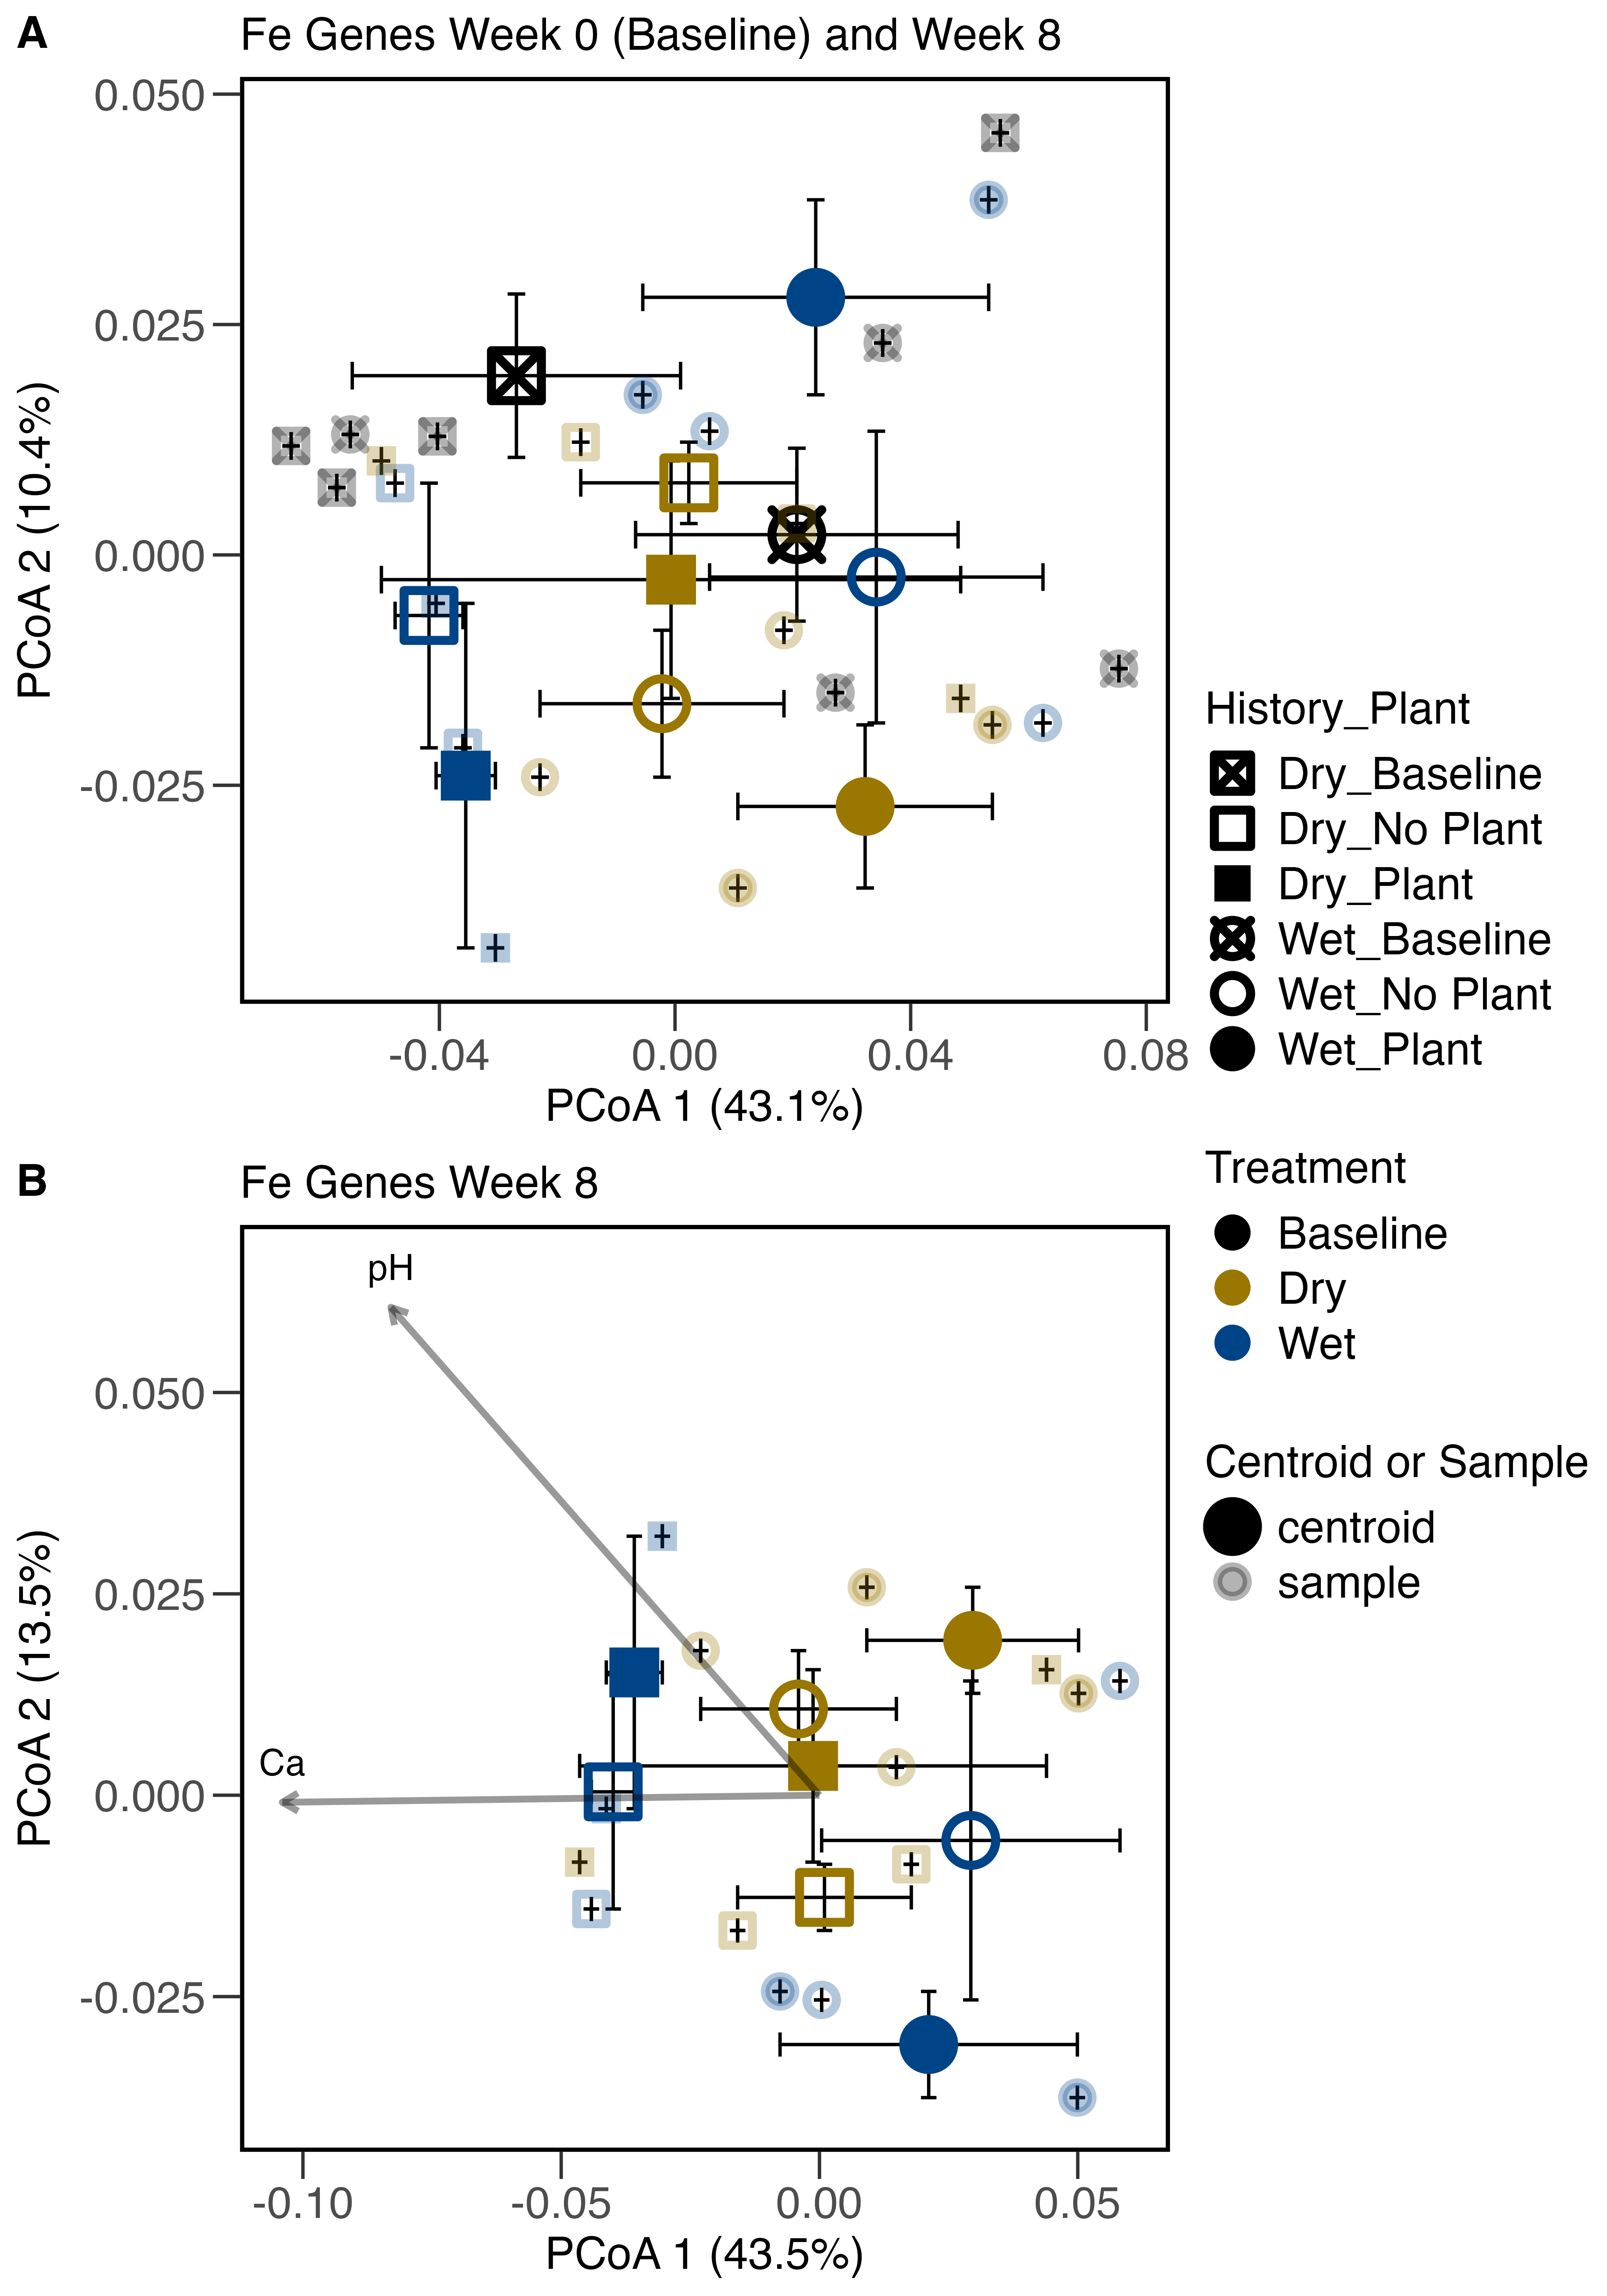 A
Fe Genes Week 0 (Baseline) and Week 8
0.050
0.025
0.000
-0.025
PCoA 2 (10.4%)
-0.04
0.00
0.04
0.08
PCoA 1 (43.1%)
History_Plant
Dry_Baseline
Dry_No Plant
Dry_Plant
Wet_Baseline
Wet_No Plant
Wet_Plant
Treatment
Baseline
Dry
Wet
Centroid or Sample
centroid
sample
B
Fe Genes Week 8
pH
Ca
0.050
0.025
0.000
-0.025
PCoA 2 (13.5%)
-0.10
-0.05
0.00
0.05
PCoA 1 (43.5%)